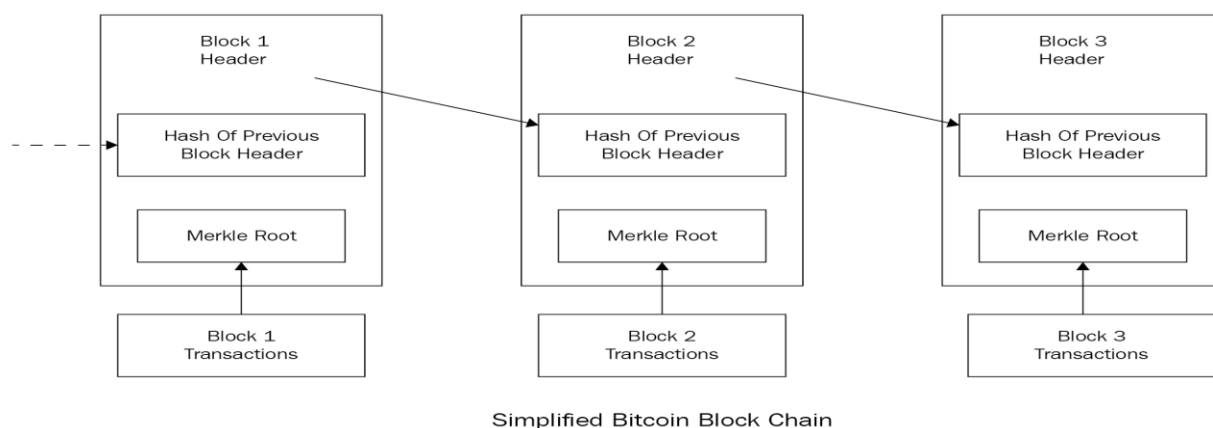 Block 1
Header
Hash Of Previous
Block Header
Merkle Root
Block 1
Transactions
Block 2
Header
Hash Of Previous
Block Header
Merkle Root
Block 2
Transactions
Block 3
Header
Hash Of Previous
Block Header
Merkle Root
Block 3
Transactions
Simplified Bitcoin Block Chain